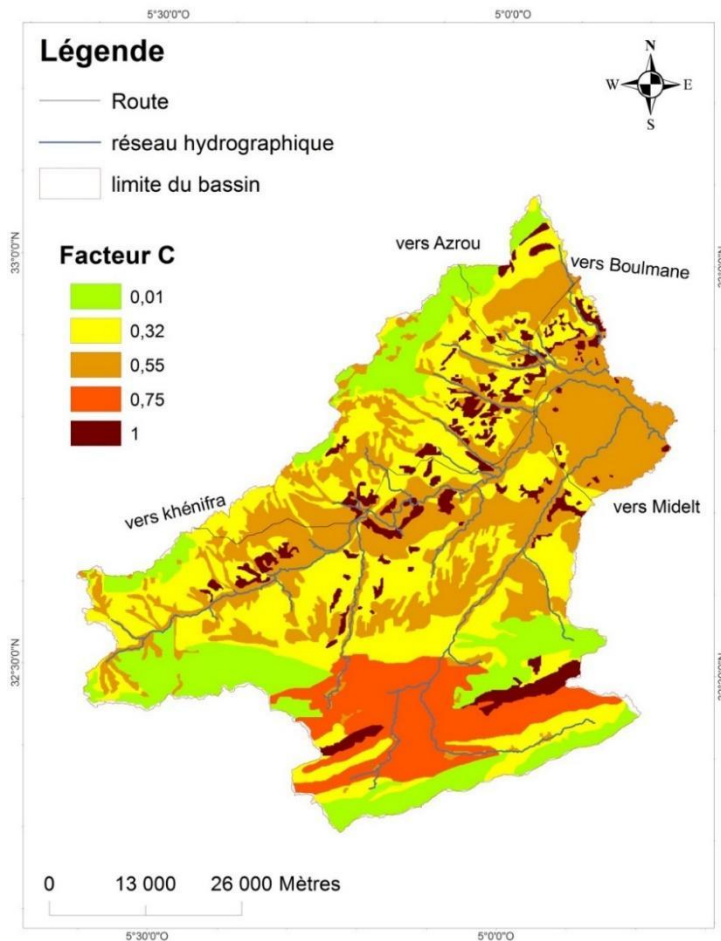 5°30'0"O 5°0'0"O
Légende
N
W E
S
Route
réseau hydrographique
limite du bassin
33°0'0"N
vers Azrou
vers Boulmane
Facteur C
0,01
0,32
0,55
0,75
1
vers khénifra
vers Midelt
32°30'0"N
0 13 000 26 000 Mètres
5°30'0"O 5°0'0"O